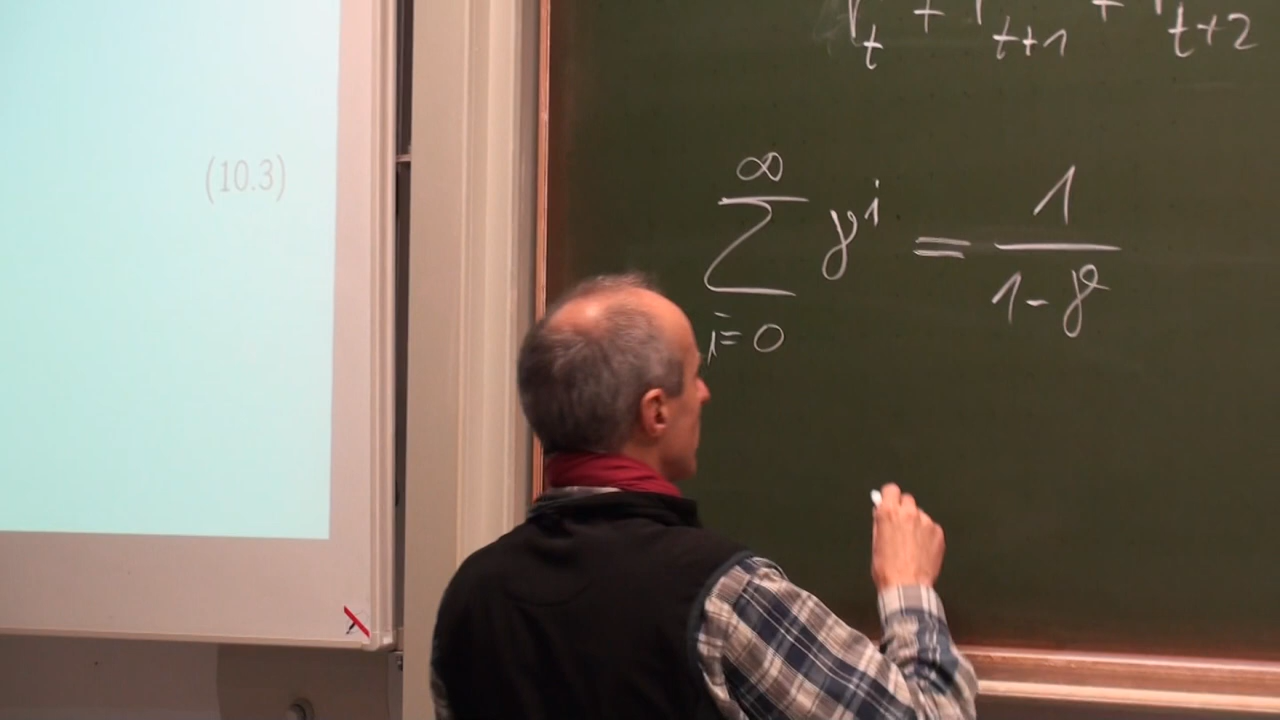 (10.3)
r_t + r_{t+1} + r_{t+2}
∞
∑ γ^i = 1 / (1-γ)
i=0